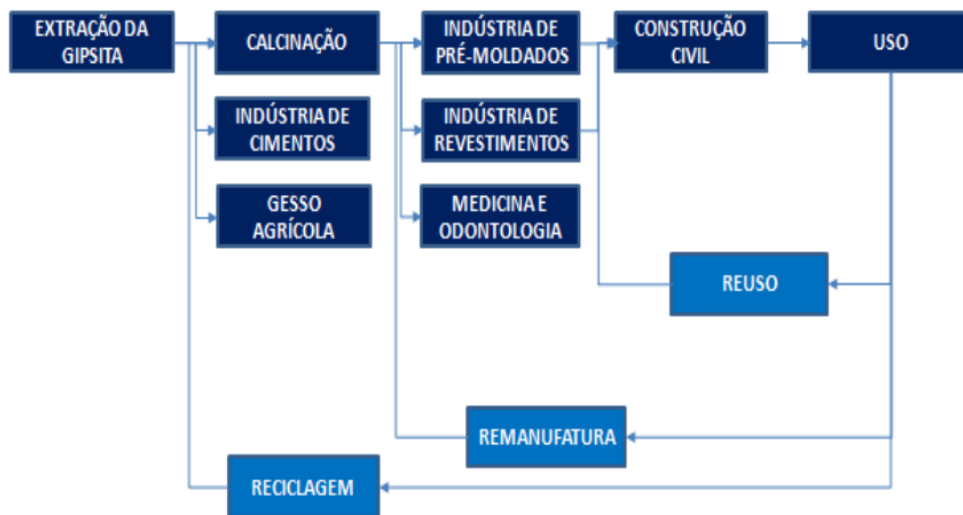 EXTRAÇÃO DA
GIPSITA
CALCINAÇÃO
INDÚSTRIA DE
PRÉ-MOLDADOS
CONSTRUÇÃO
CIVIL
USO
INDÚSTRIA DE
CIMENTOS
INDÚSTRIA DE
REVESTIMENTOS
GESSO
AGRÍCOLA
MEDICINA E
ODONTOLOGIA
REUSO
REMANUFATURA
RECICLAGEM